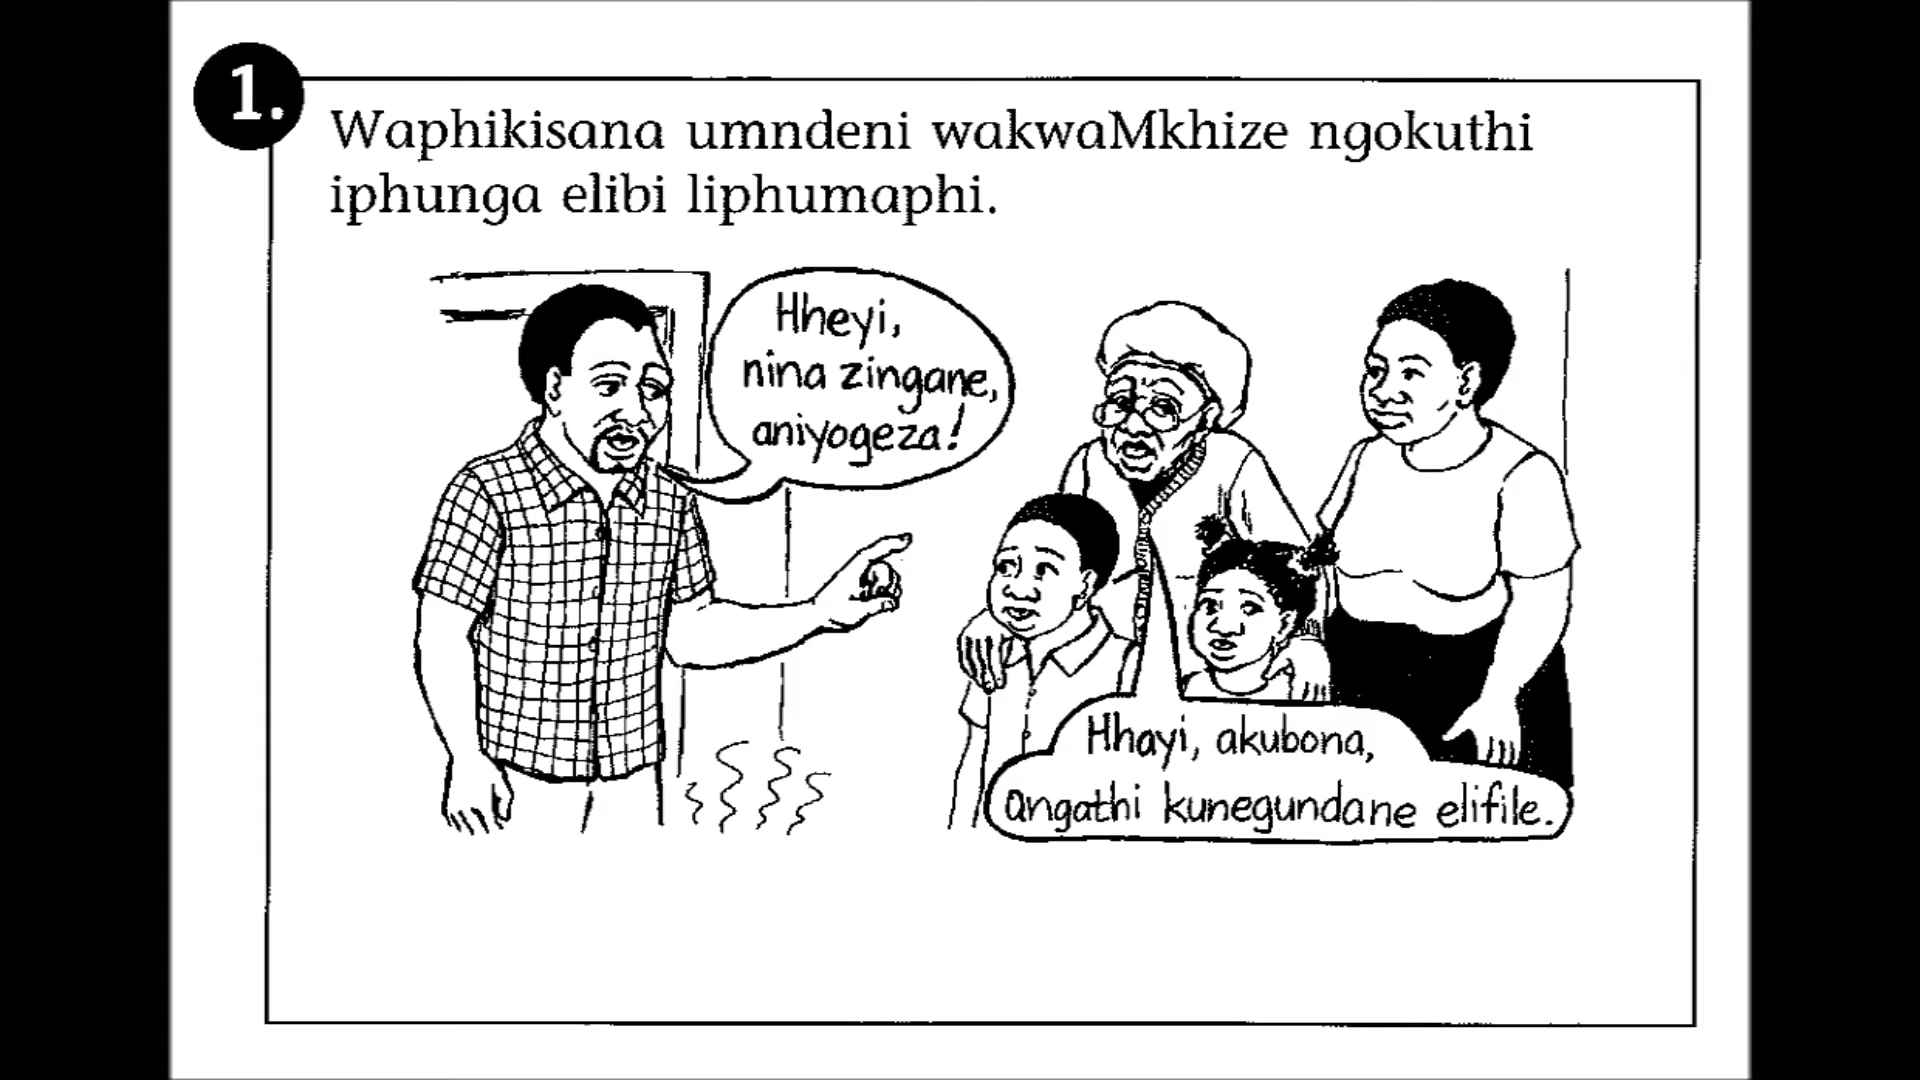 1.
Waphikisana umndeni wakwaMkhize ngokuthi
iphunga elibi liphumaphi.
Hheyi,
nina zingane,
aniyogeza!
Hhayi, akubona,
angathi kunegundane elifile.